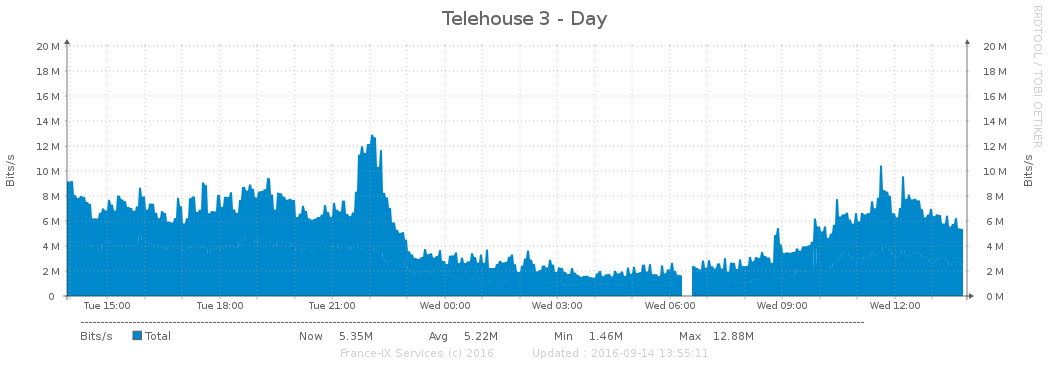 Telehouse 3 - Day
RRDTOOL / TOBI OETIKER
Bits/s
20 M 20 M
18 M 18 M
16 M 16 M
14 M 14 M
12 M 12 M
10 M 10 M
8 M 8 M
6 M 6 M
4 M 4 M
2 M 2 M
0 0 M
Bits/s
Tue 15:00 Tue 18:00 Tue 21:00 Wed 00:00 Wed 03:00 Wed 06:00 Wed 09:00 Wed 12:00
Bits/s Total Now 5.35M Avg 5.22M Min 1.46M Max 12.88M
France-IX Services (c) 2016 Updated : 2016-09-14 13:55:11